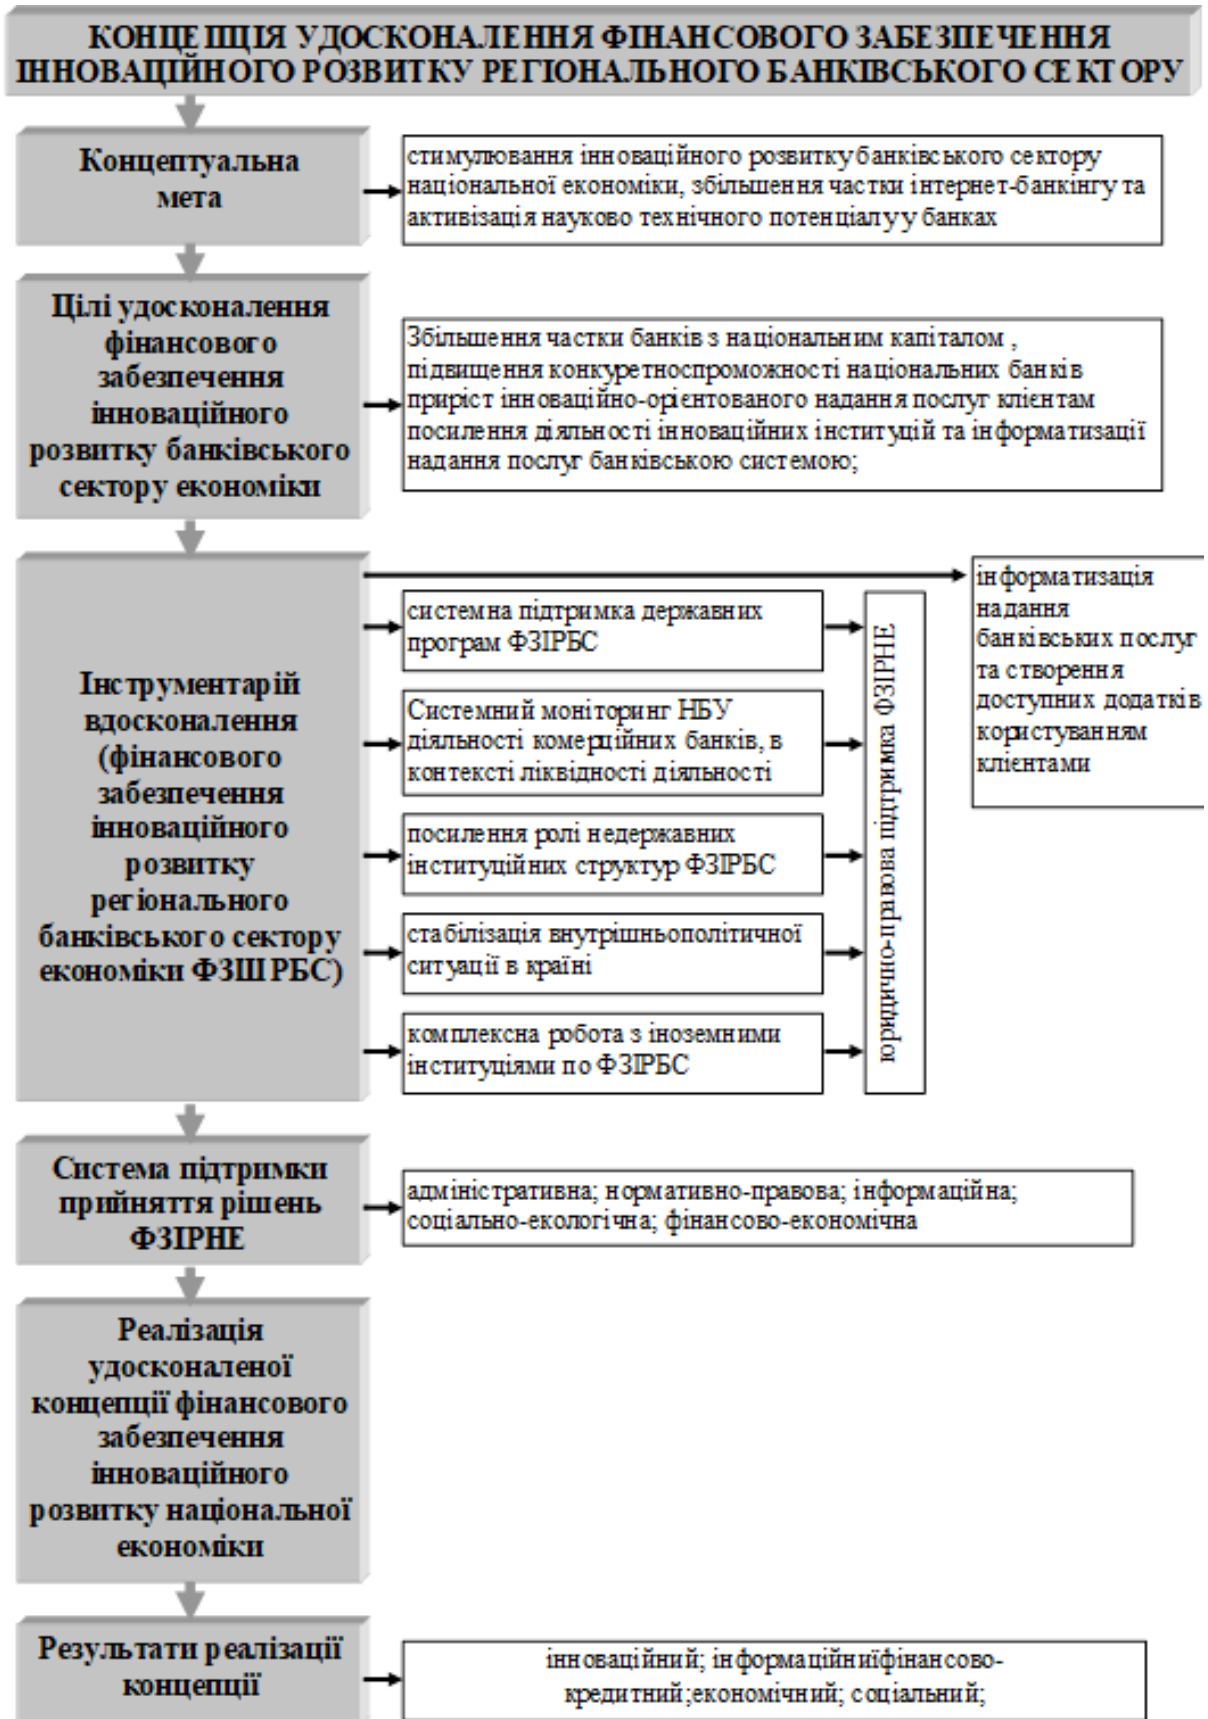 КОНЦЕПЦІЯ УДОСКОНАЛЕННЯ ФІНАНСОВОГО ЗАБЕЗПЕЧЕННЯ
ІННОВАЦІЙНОГО РОЗВИТКУ РЕГІОНАЛЬНОГО БАНКІВСЬКОГО СЕКТОРУ
Концептуальна
мета
стимулювання інноваційного розвитку банківського сектору
національної економіки, збільшення частки інтернет-банкінгу та
активізація науково технічного потенціалу у банках
Цілі удосконалення
фінансового
забезпечення
інноваційного
розвитку банківського
сектору економіки
Збільшення частки банків з національним капіталом ,
підвищення конкуретноспроможності національних банків
приріст інноваційно-орієнтованого надання послуг клієнтам
посилення діяльності інноваційних інституцій та інформатизації
надання послуг банківською системою;
Інструментарій
вдосконалення
(фінансового
забезпечення
інноваційного
розвитку
регіонального
банківського сектору
економіки ФЗШРБС)
системна підтримка державних
програм ФЗІРБС
Системний моніторинг НБУ
діяльності комерційних банків, в
контексті ліквідності діяльності
посилення ролі недержавних
інституційних структур ФЗІРБС
стабілізація внутрішньополітичної
ситуації в країні
комплексна робота з іноземними
інституціями по ФЗІРБС
юридично-правова підтримка ФЗІРНЕ
інформатизація
надання
банківських послуг
та створення
доступних додатків
користуванням
клієнтами
Система підтримки
прийняття рішень
ФЗІРНЕ
адміністративна; нормативно-правова; інформаційна;
соціально-екологічна; фінансово-економічна
Реалізація
удосконаленої
концепції фінансового
забезпечення
інноваційного
розвитку національної
економіки
Результати реалізації
концепції
інноваційний; інформаційниїфінансово-
кредитний;економічний; соціальний;